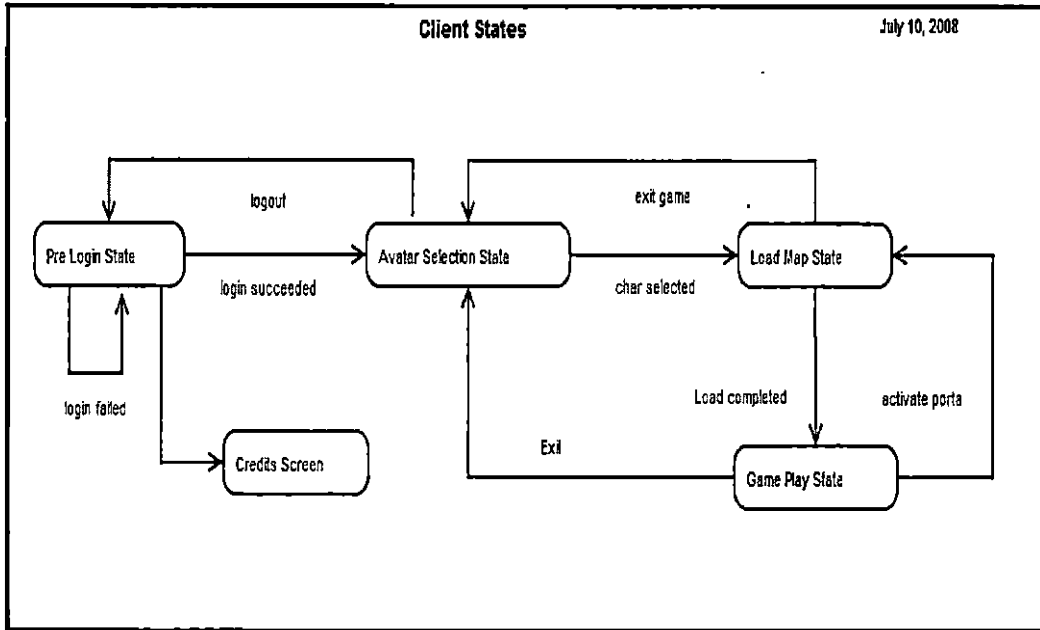 Client States
July 10, 2008
logout
exit game
Pre Login State
Avatar Selection State
Load Map State
login succeeded
char selected
login failed
Load completed
activate porta
Exit
Credits Screen
Game Play State